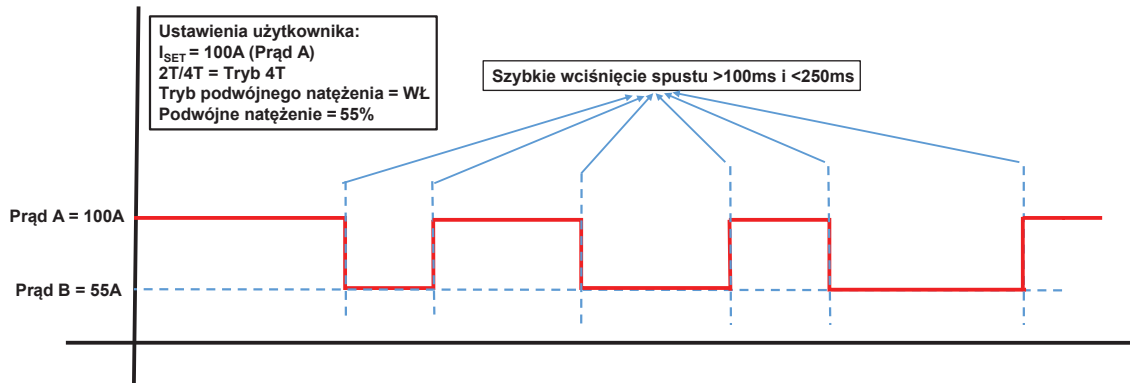 Ustawienia użytkownika:
ISET = 100A (Prąd A)
2T/4T = Tryb 4T
Tryb podwójnego natężenia = WŁ
Podwójne natężenie = 55%
Szybkie wciśnięcie spustu >100ms i <250ms
Prąd A = 100A
Prąd B = 55A